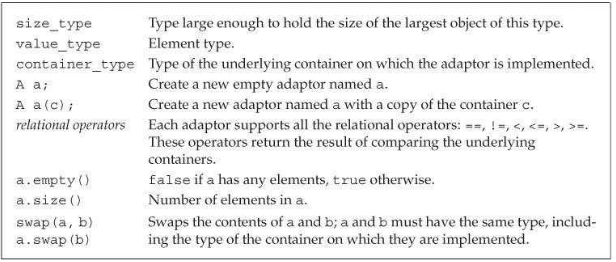 size_type Type large enough to hold the size of the largest object of this type.
value_type Element type.
container_type Type of the underlying container on which the adaptor is implemented.
A a; Create a new empty adaptor named a.
A a(c); Create a new adaptor named a with a copy of the container c.
relational operators Each adaptor supports all the relational operators: ==, !=, <, <=, >, >=.
These operators return the result of comparing the underlying
containers.
a.empty() false if a has any elements, true otherwise.
a.size() Number of elements in a.
swap(a, b) Swaps the contents of a and b; a and b must have the same type, includ-
a.swap(b) ing the type of the container on which they are implemented.